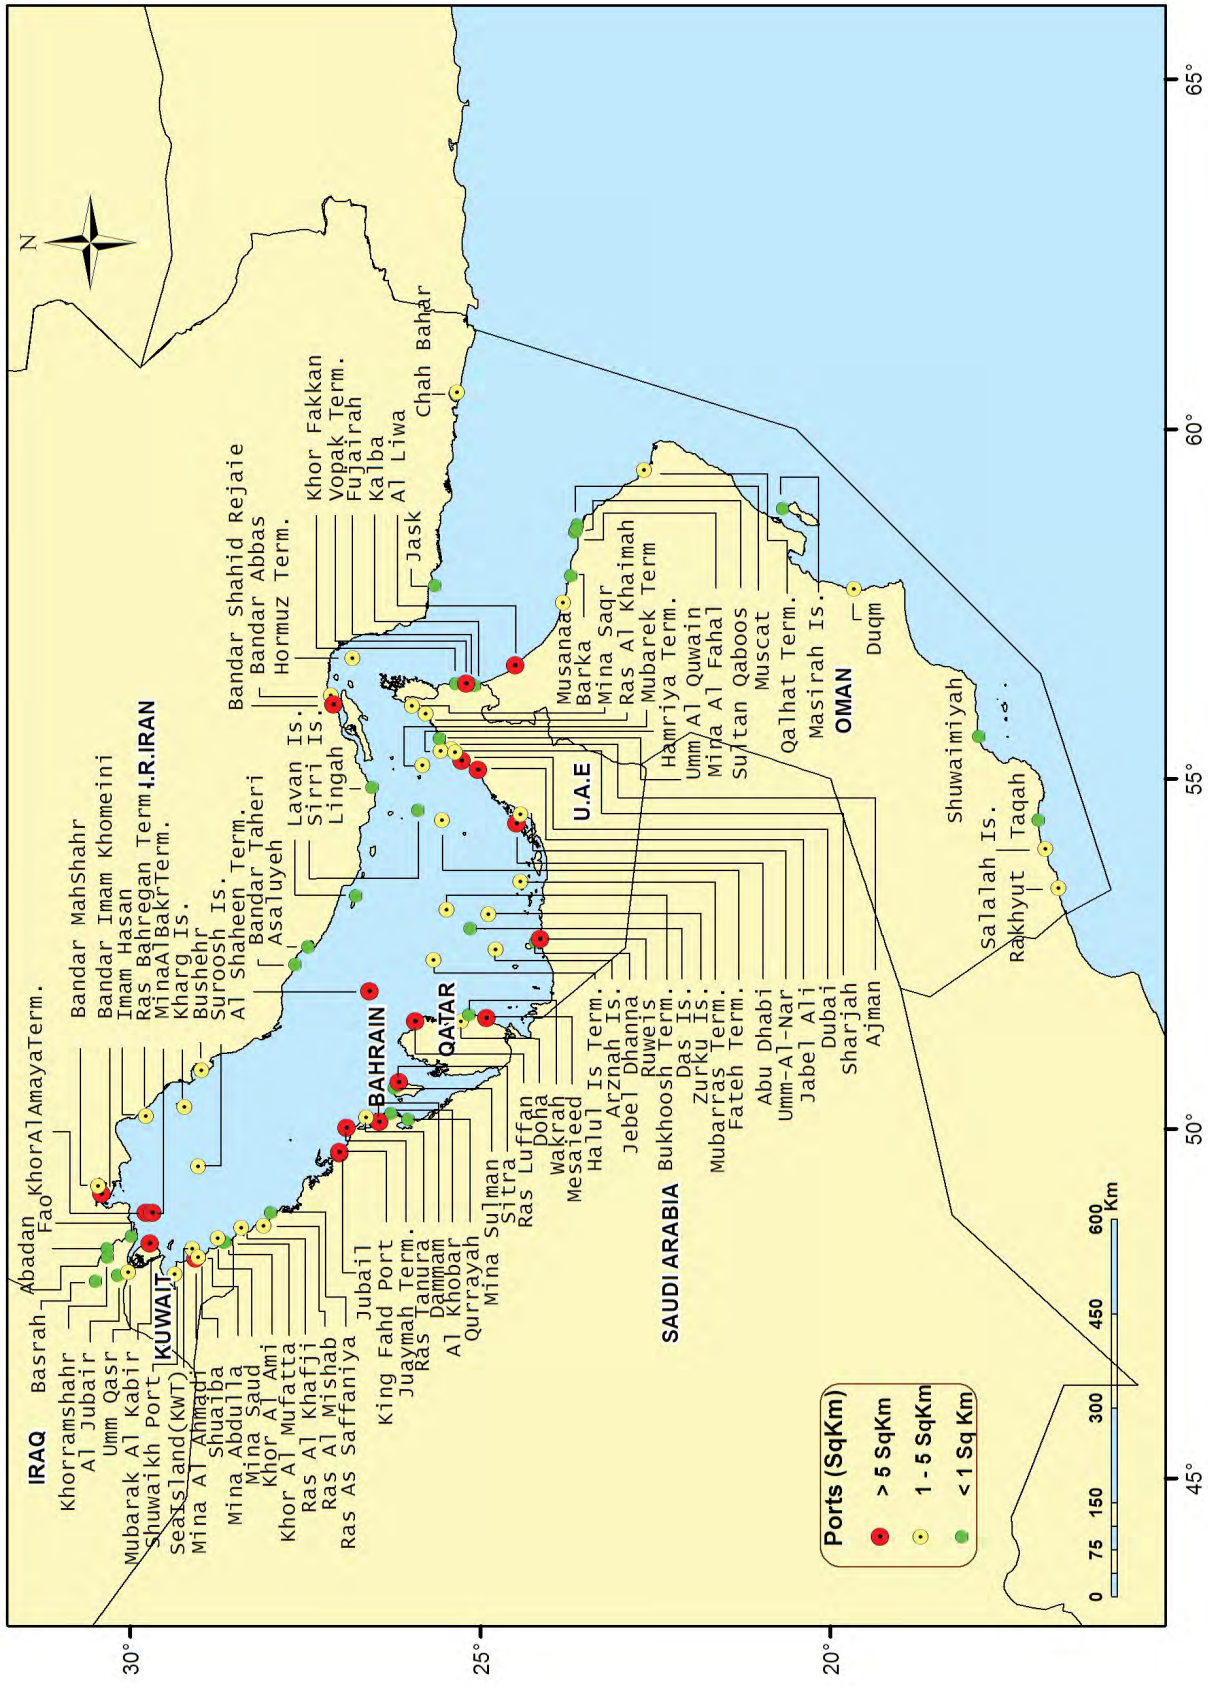 N
Bandar MahShahr
Bandar Imam Khomeini
Imam Hasan
Ras Bahregan Term.
MinaAlBakrTerm.
Kharg Is.
Bushehr
Suroosh Is.
Al Shaheen Term.
Bandar Taheri
Asaluyeh
Lavan Is.
Sirri Is.
Lingah
Bandar Shahid Rejaie
Bandar Abbas
Hormuz Term.
Khor Fakkan
Vopak Term.
Fujairah
Kalba
Al Liwa
Jask
Chah Bahar
I.R.IRAN
KhorAlAmayaTerm.
Fao
Abadan
Basrah
IRAQ
Khorramshahr
Al Jubair
Umm Qasr
Mubarak Al Kabir
Shuwaikh Port
SeaIsland(KWT)
Mina Al Ahmadi
Shuaiba
Mina Abdulla
Mina Saud
Khor Al Ami
Khor Al Mufatta
Ras Al Khafji
Ras Al Mishab
Ras As Saffaniya
KUWAIT
Jubail
King Fahd Port
Juaymah Term.
Ras Tanura
Dammam
Al Khobar
Qurrayah
Mina Sulman
Sitra
Ras Luffan
Doha
Wakrah
Mesaieed
BAHRAIN
QATAR
Halul Is Term.
Arznah Is.
Jebel Dhanna
Ruweis
Bukhoosh Term.
Das Is.
Zurku Is.
Mubarras Term.
Fateh Term.
Abu Dhabi
Umm-Al-Nar
Jabel Ali
Dubai
Sharjah
Ajman
U.A.E
Musanaa
Barka
Mina Saqr
Ras Al Khaimah
Mubarek Term
Hamriya Term.
Umm Al Quwain
Mina Al Fahal
Sultan Qaboos
Muscat
Qalhat Term.
Masirah Is.
OMAN
Duqm
Shuwaimiyah
Salalah Is.
Taqah
Rakhyut
SAUDI ARABIA
Ports (SqKm)
> 5 SqKm
1 - 5 SqKm
< 1 Sq Km
0 75 150 300 450 600
Km
30°
25°
20°
45°
50°
55°
60°
65°